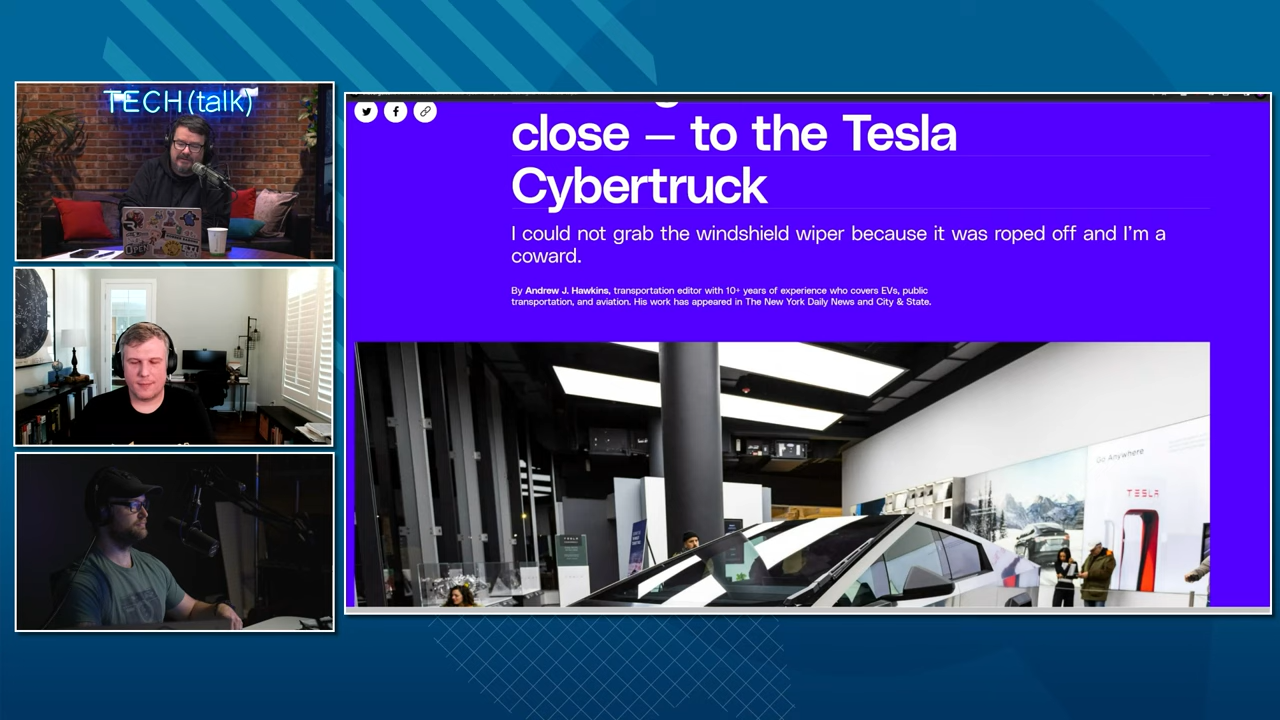 TECH(talk)
close – to the Tesla
Cybertruck
I could not grab the windshield wiper because it was roped off and I'm a
coward.
By Andrew J. Hawkins, transportation editor with 10+ years of experience who covers EVs, public
transportation, and aviation. His work has appeared in The New York Daily News and City & State.
Go Anywhere
TESLA